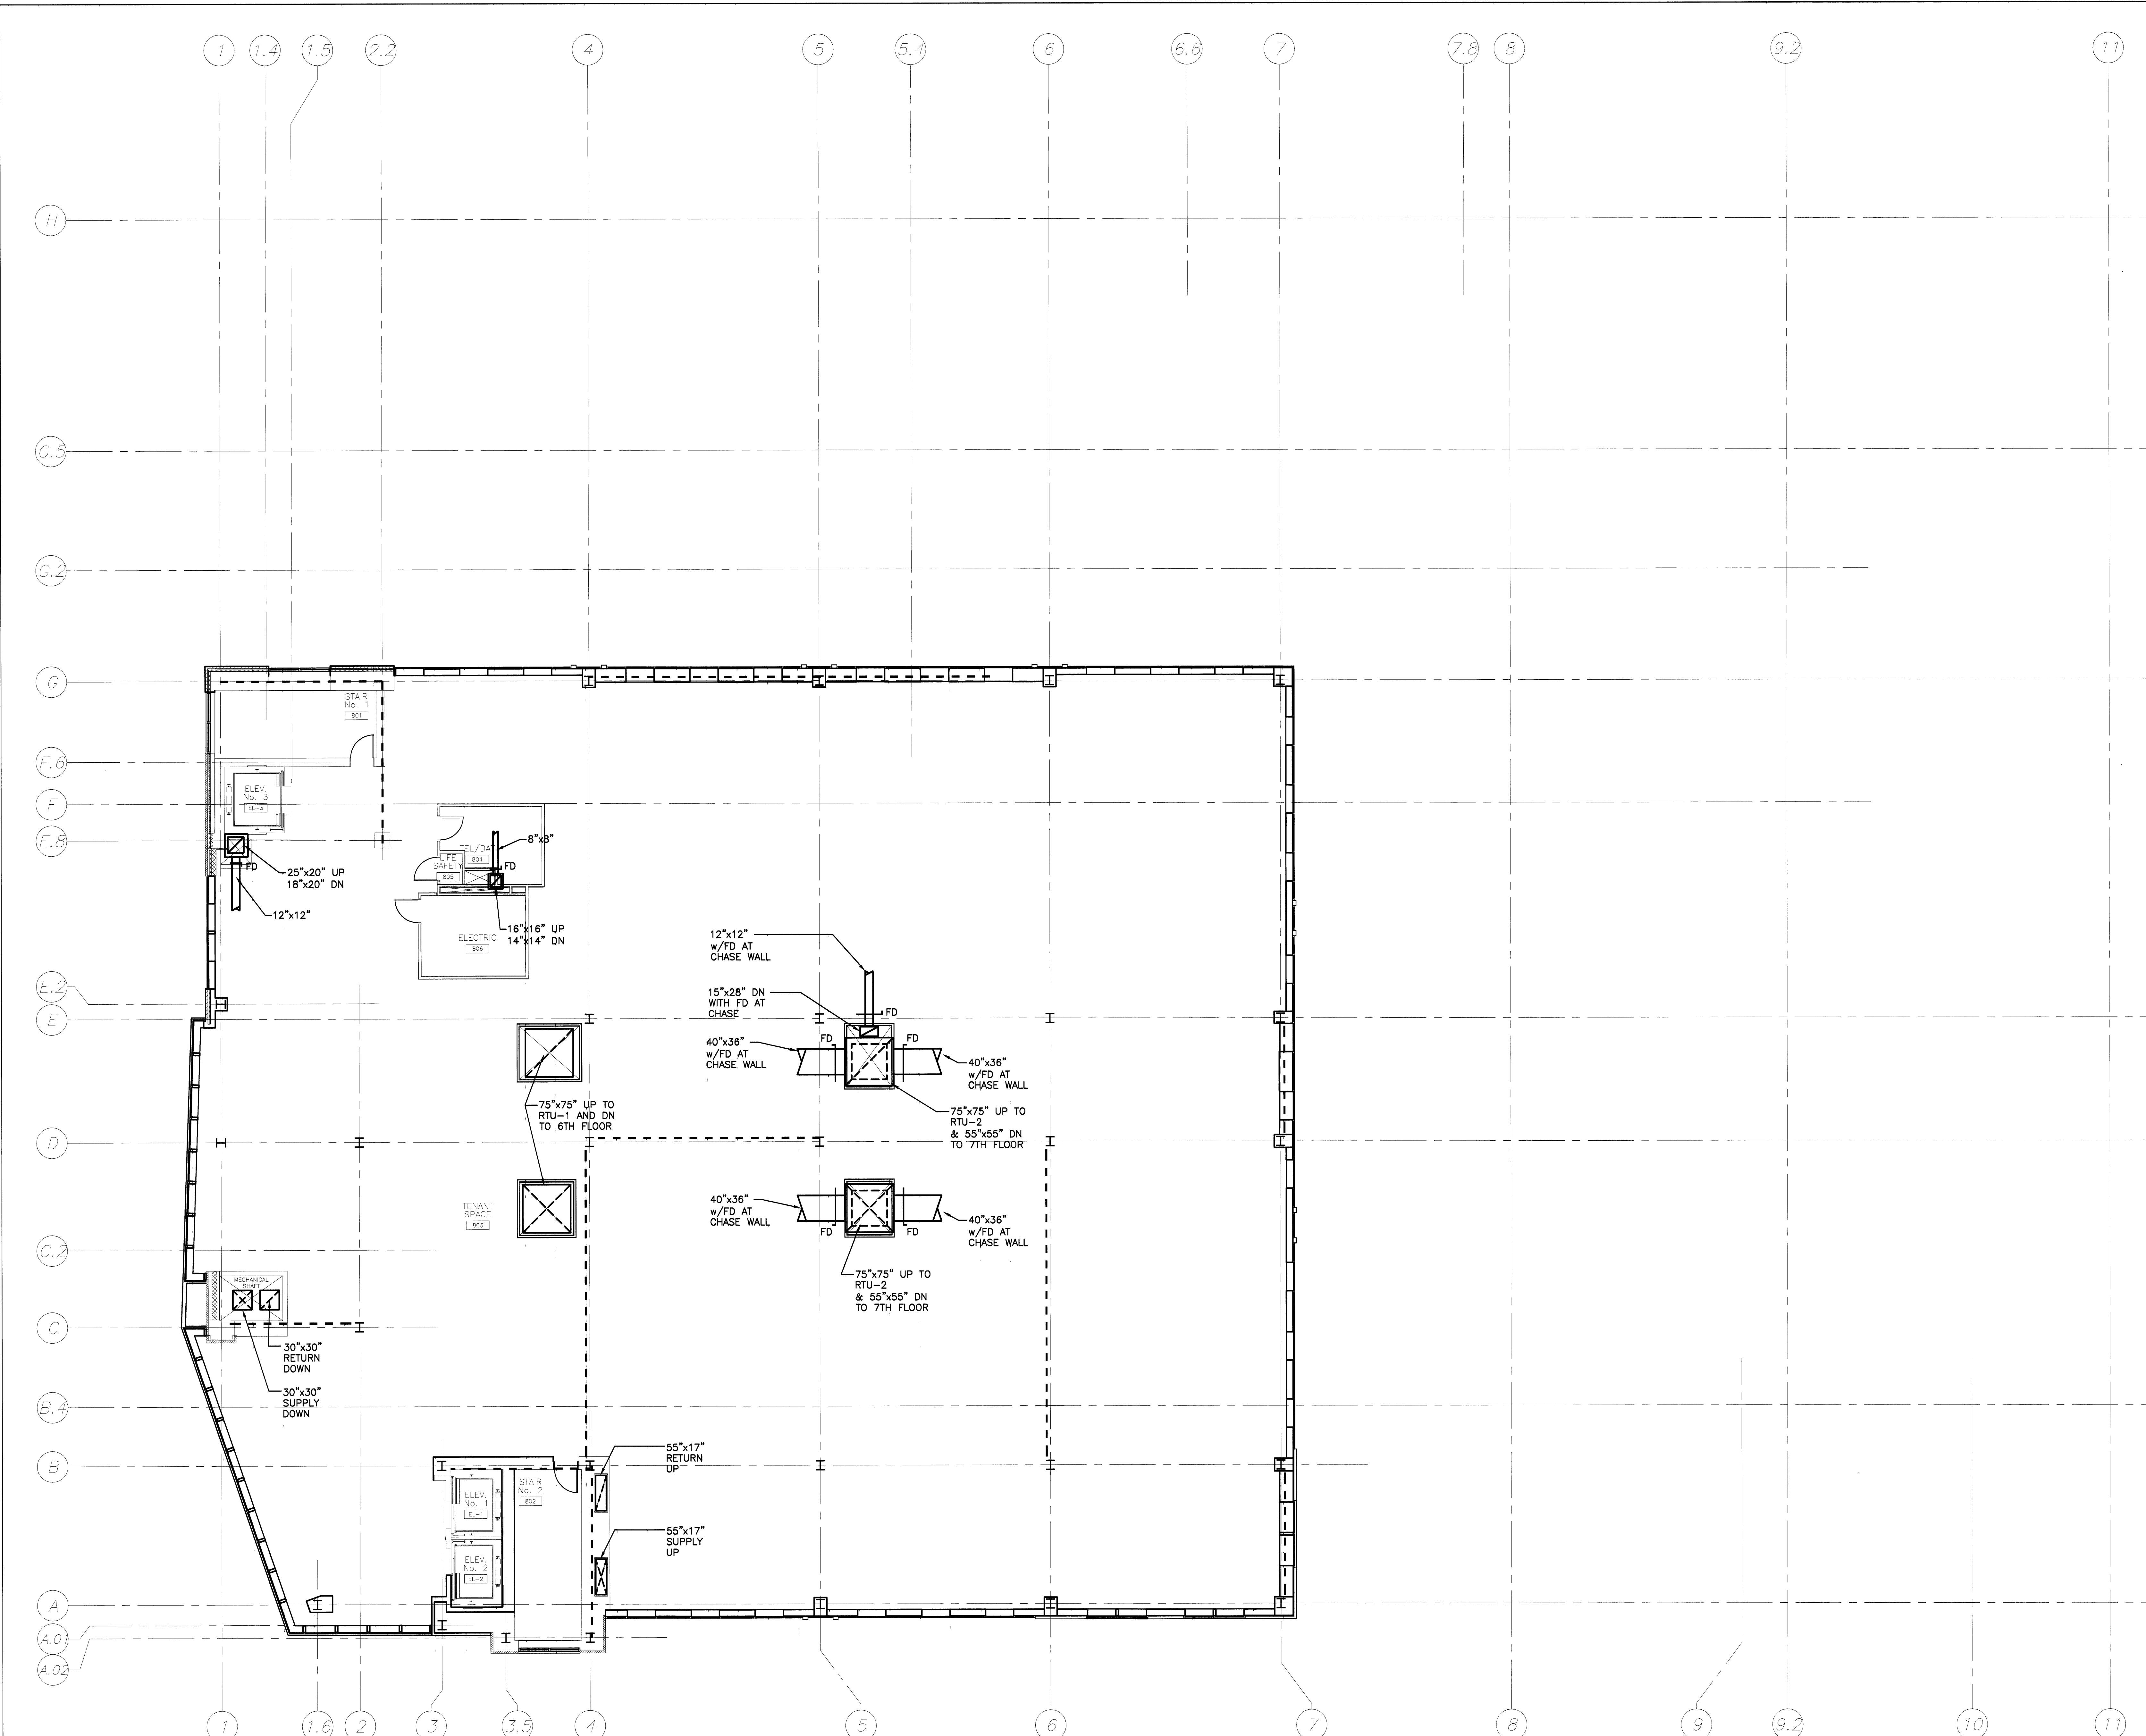 1
1.4
1.5
2.2
4
5
5.4
6
6.6
7
7.8
8
9.2
11
H
G.5
G.2
G
F.6
F
E.8
E.2
E
D
C.2
C
B.4
B
A
A.01
A.02
STAIR
No. 1
801
ELEV.
No. 3
EL-3
FD
25"x20" UP
18"x20" DN
12"x12"
8"x8"
TEL/DAT
804
LIFE
SAFETY
805
FD
16"x16" UP
14"x14" DN
ELECTRIC
806
12"x12"
w/FD AT
CHASE WALL
15"x28" DN
WITH FD AT
CHASE
FD
40"x36"
w/FD AT
CHASE WALL
FD
FD
40"x36"
w/FD AT
CHASE WALL
75"x75" UP TO
RTU-1 AND DN
TO 6TH FLOOR
75"x75" UP TO
RTU-2
& 55"x55" DN
TO 7TH FLOOR
TENANT
SPACE
803
40"x36"
w/FD AT
CHASE WALL
FD
FD
40"x36"
w/FD AT
CHASE WALL
75"x75" UP TO
RTU-2
& 55"x55" DN
TO 7TH FLOOR
MECHANICAL
SHAFT
30"x30"
RETURN
DOWN
30"x30"
SUPPLY
DOWN
55"x17"
RETURN
UP
STAIR
No. 2
802
ELEV.
No. 1
EL-1
55"x17"
SUPPLY
UP
ELEV.
No. 2
EL-2
1
1.6
2
3
3.5
4
5
6
7
8
9
9.2
10
11